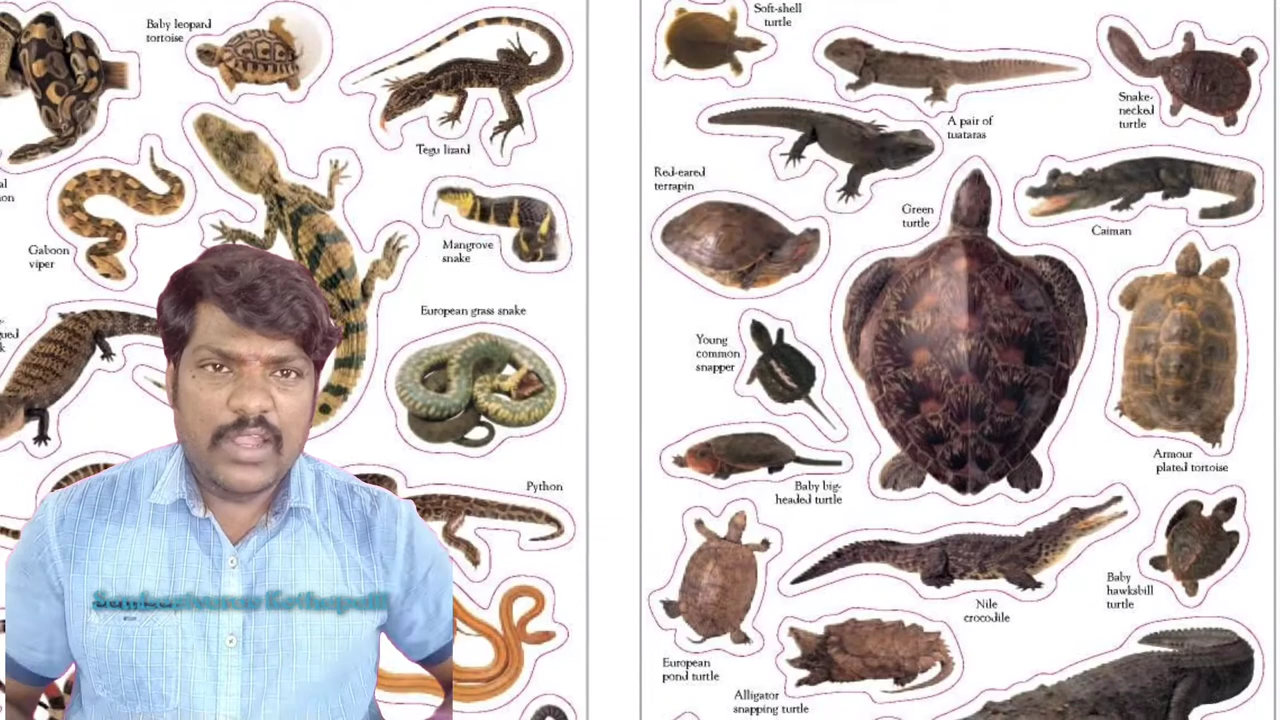 Baby leopard
tortoise
Tegu lizard
Gaboon
viper
Mangrove
snake
European grass snake
Python
Soft-shell
turtle
A pair of
tuataras
Snake-
necked
turtle
Red-eared
terrapin
Green
turtle
Caiman
Young
common
snapper
Armour
plated tortoise
Baby big-
headed turtle
Nile
crocodile
Baby
hawksbill
turtle
European
pond turtle
Alligator
snapping turtle